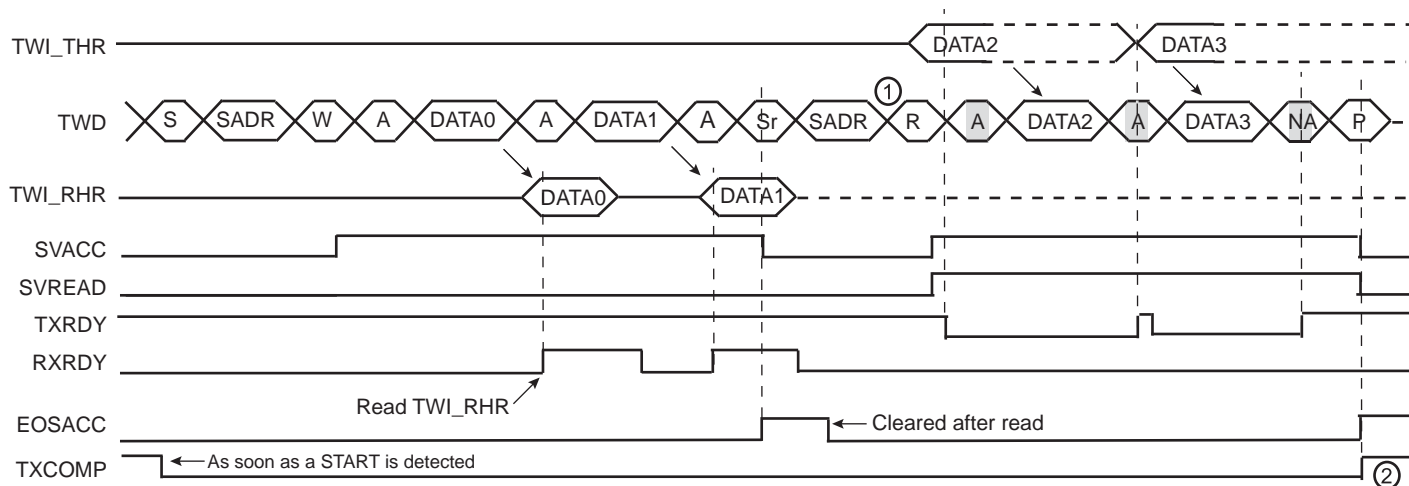 TWI_THR DATA2 DATA3
①
TWD S SADR W A DATA0 A DATA1 A Sr SADR R A DATA2 A DATA3 NA P
TWI_RHR DATA0 DATA1
SVACC
SVREAD
TXRDY
RXRDY
Read TWI_RHR
EOSACC Cleared after read
TXCOMP As soon as a START is detected ②